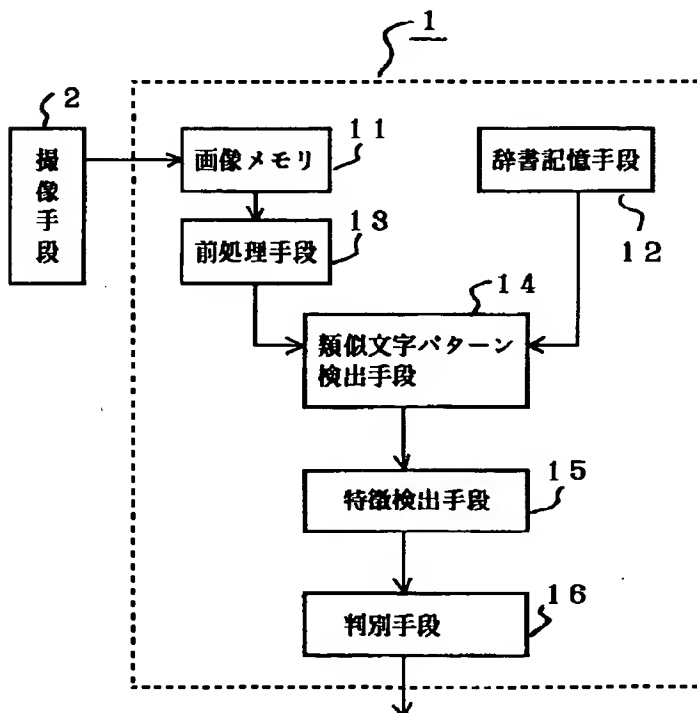 1
2
撮像手段
画像メモリ
11
辞書記憶手段
12
前処理手段
13
14
類似文字パターン
検出手段
特徴検出手段
15
判別手段
16